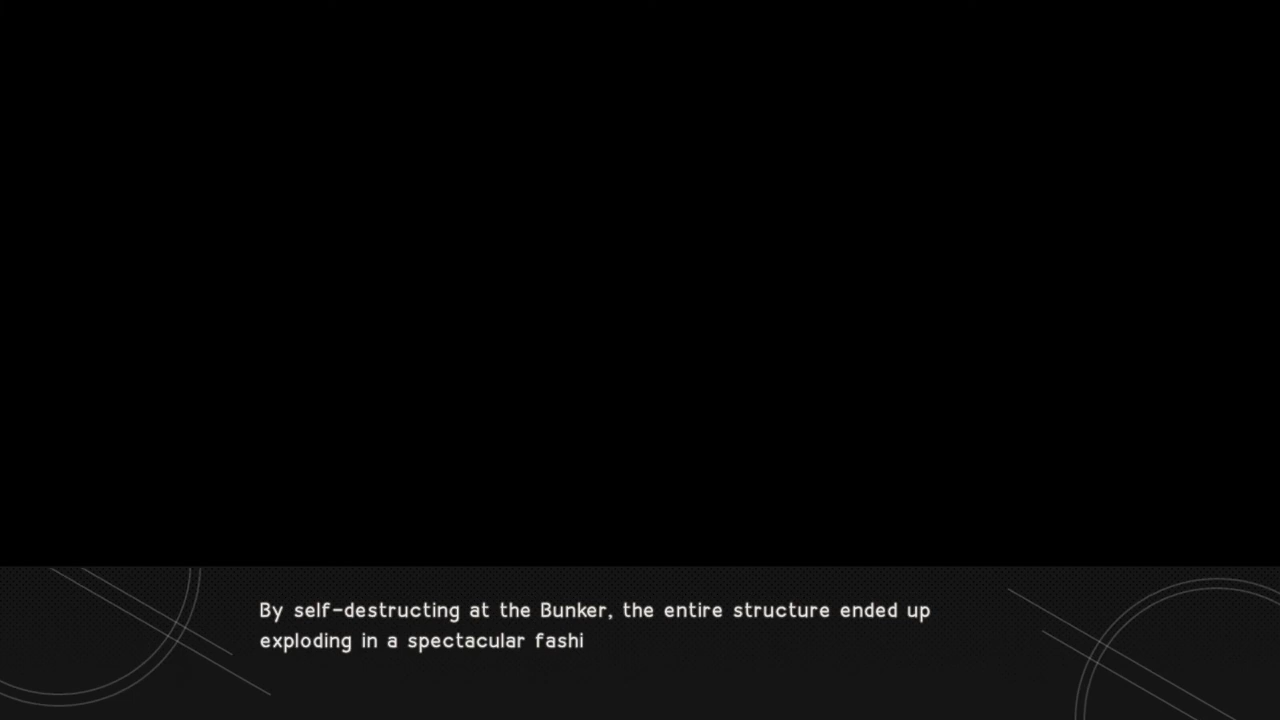 By self-destructing at the Bunker, the entire structure ended up
exploding in a spectacular fashi